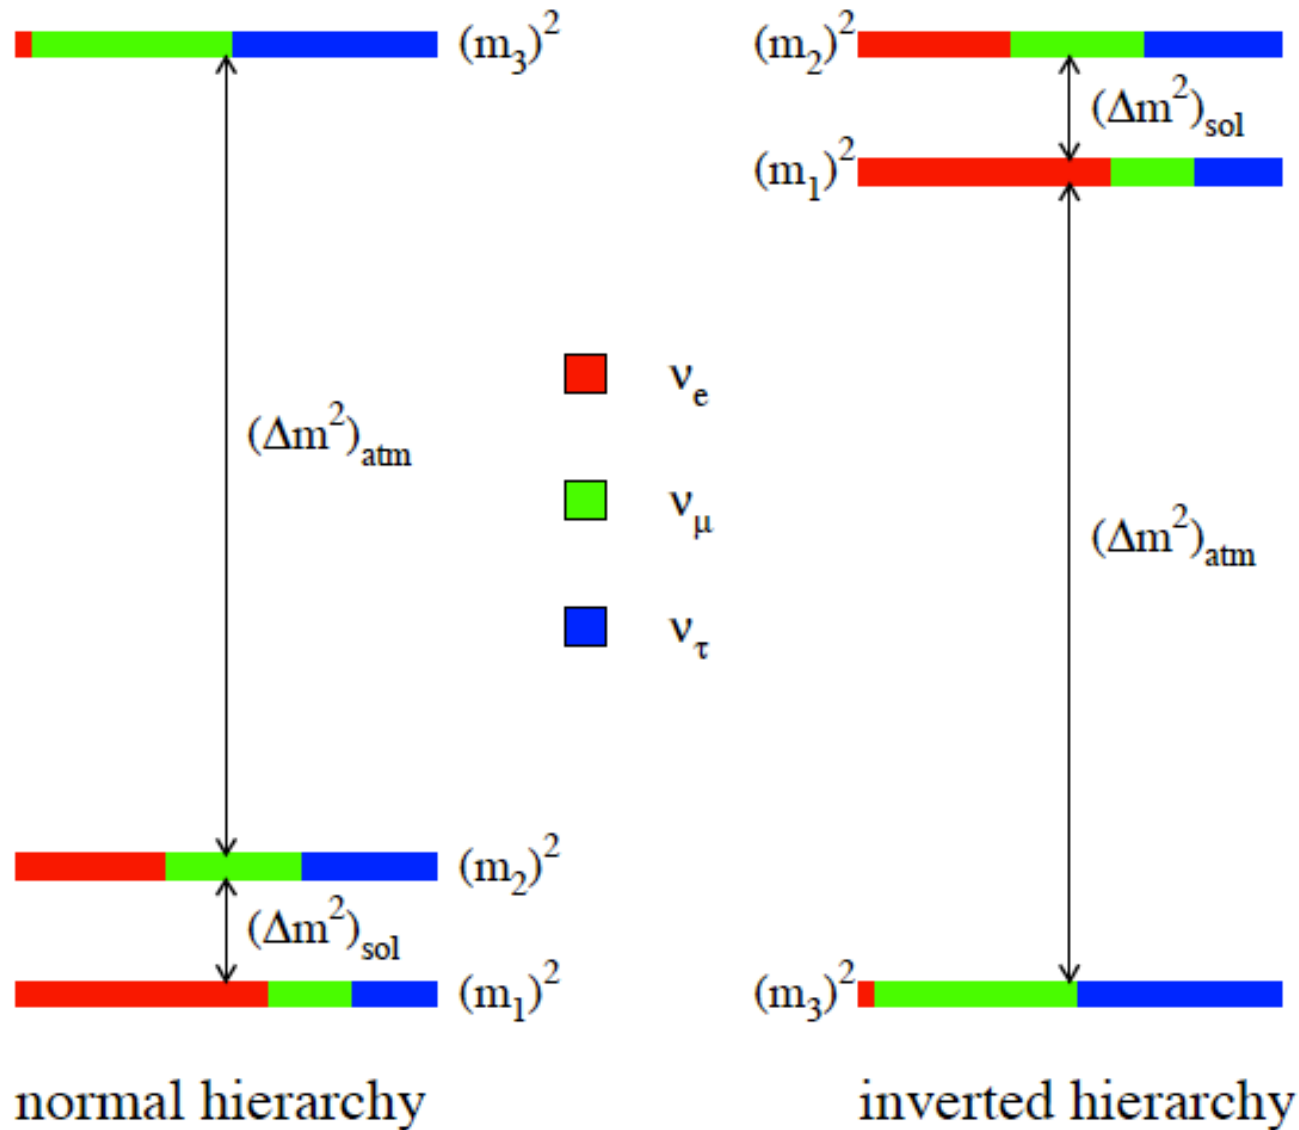 (m₃)²
(Δm²)atm
(m₂)²
(Δm²)sol
(m₁)²
normal hierarchy
νe
νμ
ντ
(m₂)²
(Δm²)sol
(m₁)²
(Δm²)atm
(m₃)²
inverted hierarchy